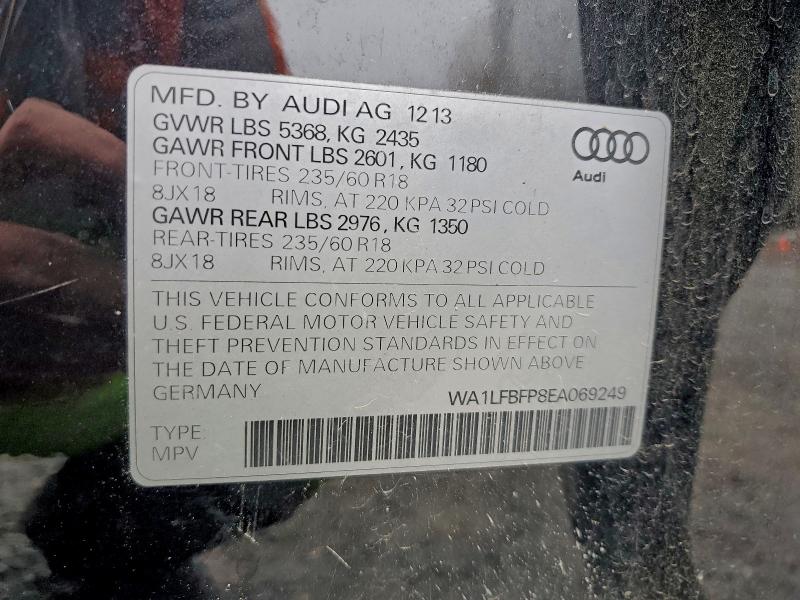 MFD. BY AUDI AG 12 13
GVWR LBS 5368, KG 2435
GAWR FRONT LBS 2601, KG 1180
FRONT-TIRES 235/60 R18
8JX18 RIMS, AT 220 KPA 32 PSI COLD
GAWR REAR LBS 2976, KG 1350
REAR-TIRES 235/60 R18
8JX18 RIMS, AT 220 KPA 32 PSI COLD
Audi
THIS VEHICLE CONFORMS TO ALL APPLICABLE
U.S. FEDERAL MOTOR VEHICLE SAFETY AND
THEFT PREVENTION STANDARDS IN EFFECT ON
THE DATE OF MANUFACTURE SHOWN ABOVE
GERMANY WA1LFBFP8EA069249
TYPE:
MPV